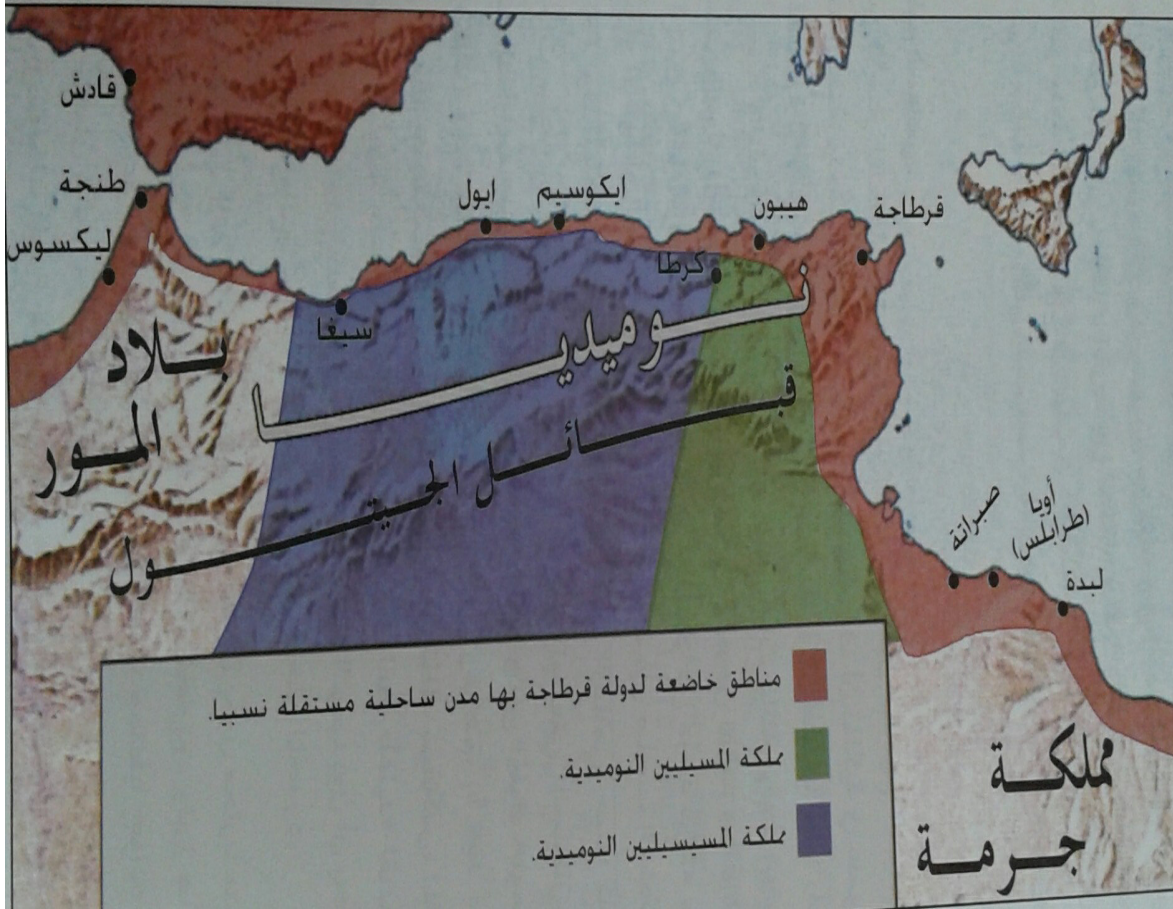 قادش
طنجة
ليكسوس
ايول
ايكوسيم
هيبون
قرطاجة
كرطا
سيغا
نوميديا
بلاد
المور
قبائل الجيتول
صبراتة
أويا
(طرابلس)
لبدة
مملكة
جرمة
مناطق خاضعة لدولة قرطاجة بها مدن ساحلية مستقلة نسبيا.
مملكة المسيليين النوميدية.
مملكة المسيسيليين النوميدية.